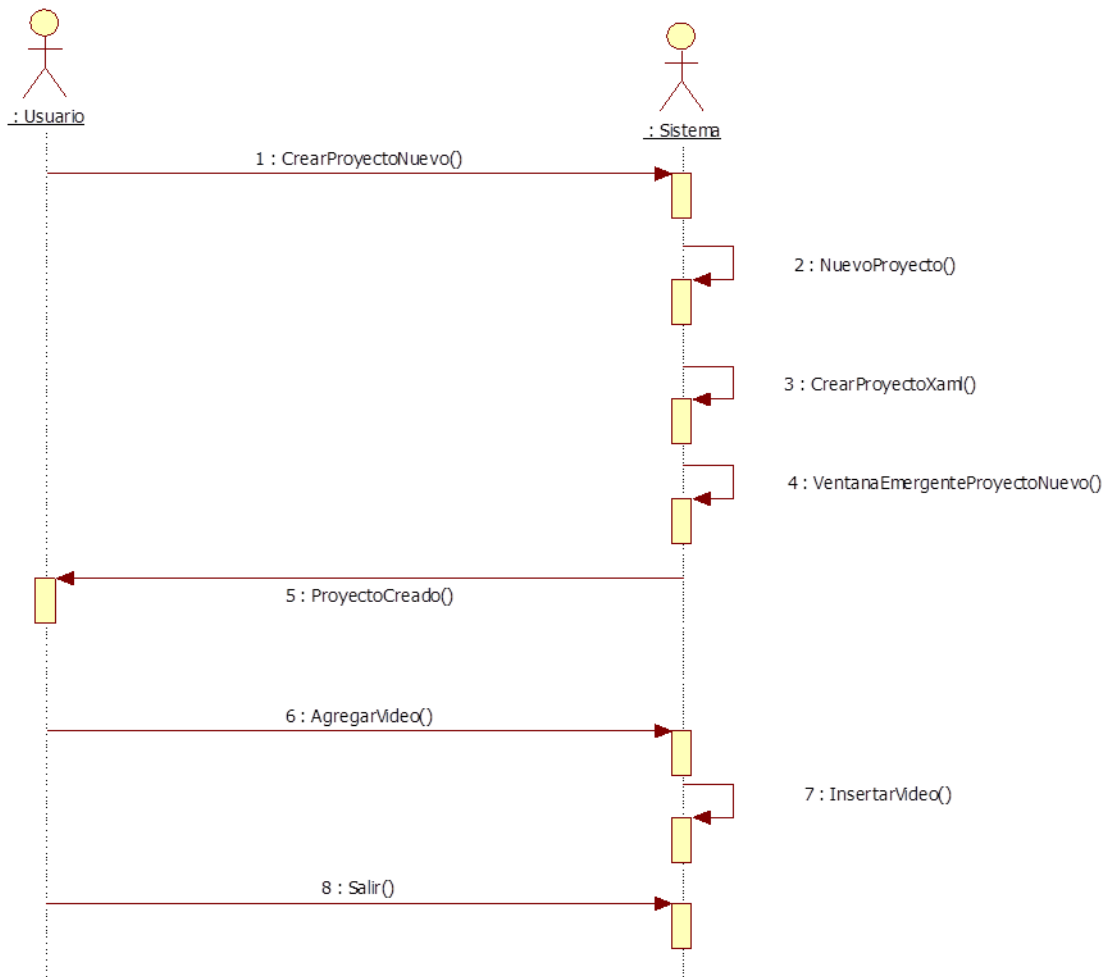 : Usuario
: Sistema
1 : CrearProyectoNuevo()
2 : NuevoProyecto()
3 : CrearProyectoXaml()
4 : VentanaEmergenteProyectoNuevo()
5 : ProyectoCreado()
6 : AgregarVideo()
7 : InsertarVideo()
8 : Salir()